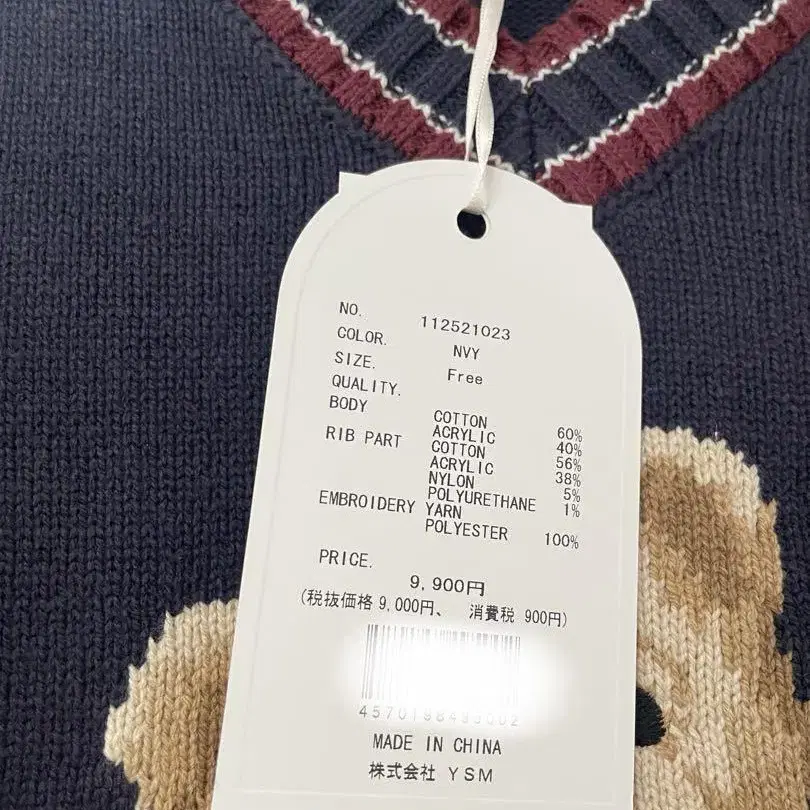 NO. 112521023
COLOR. NVY
SIZE. Free
QUALITY.
BODY COTTON 60%
ACRYLIC 40%
RIB PART COTTON 56%
ACRYLIC 38%
NYLON 5%
POLYURETHANE 1%
EMBROIDERY YARN
POLYESTER 100%
PRICE.
9,900円
(税抜価格 9,000円、 消費税 900円)
MADE IN CHINA
株式会社 YSM